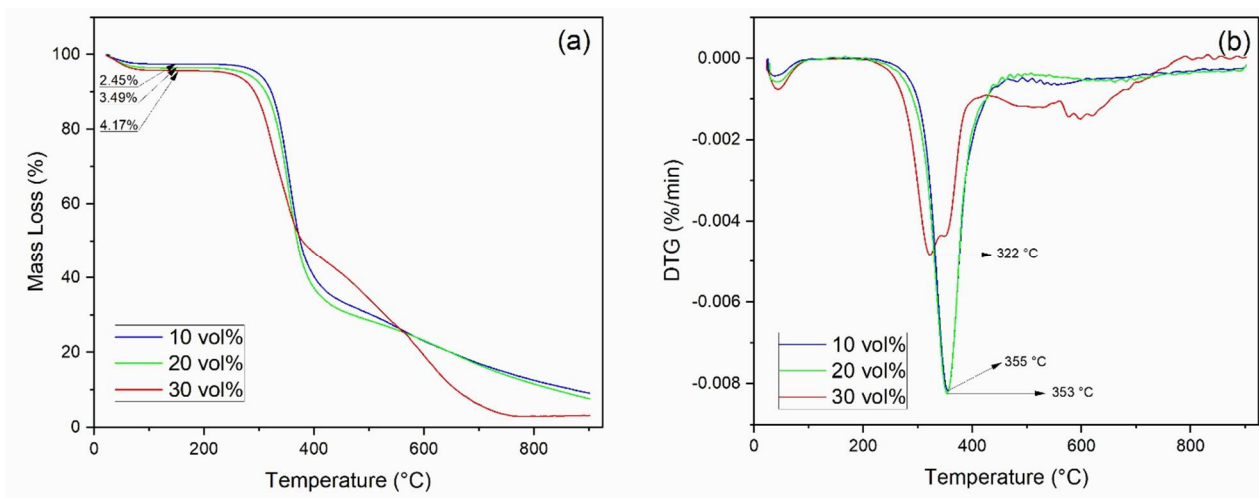 (a)
100
80
60
40
20
0
Mass Loss (%)
2.45%
3.49%
4.17%
10 vol%
20 vol%
30 vol%
0 200 400 600 800
Temperature (°C)
(b)
0.000
-0.002
-0.004
-0.006
-0.008
DTG (%/min)
322 °C
355 °C
353 °C
10 vol%
20 vol%
30 vol%
0 200 400 600 800
Temperature (°C)